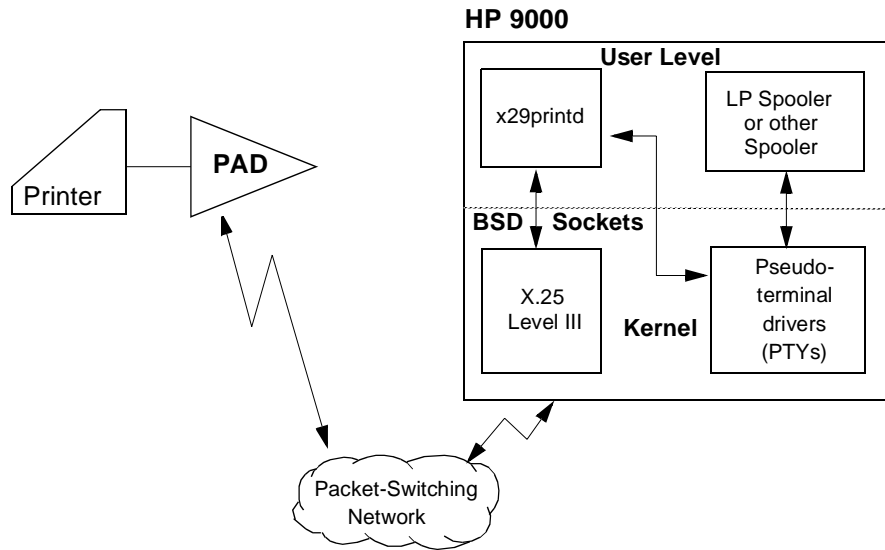 HP 9000
User Level
x29printd
LP Spooler
or other
Spooler
PAD
Printer
BSD Sockets
X.25
Level III
Kernel
Pseudo-
terminal
drivers
(PTYs)
Packet-Switching
Network